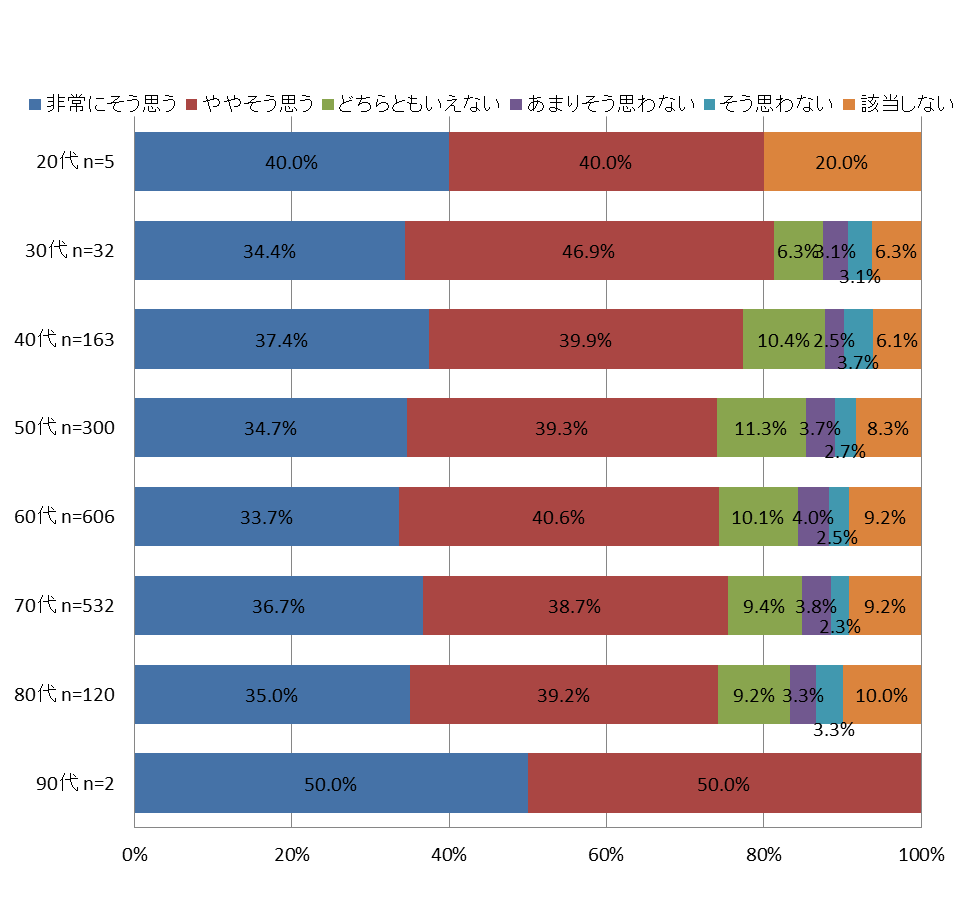 非常にそう思う ややそう思う どちらともいえない あまりそう思わない そう思わない 該当しない
20代 n=5 40.0% 40.0% 20.0%
30代 n=32 34.4% 46.9% 6.3% 3.1% 3.1% 6.3%
40代 n=163 37.4% 39.9% 10.4% 2.5% 3.7% 6.1%
50代 n=300 34.7% 39.3% 11.3% 3.7% 2.7% 8.3%
60代 n=606 33.7% 40.6% 10.1% 4.0% 2.5% 9.2%
70代 n=532 36.7% 38.7% 9.4% 3.8% 2.3% 9.2%
80代 n=120 35.0% 39.2% 9.2% 3.3% 3.3% 10.0%
90代 n=2 50.0% 50.0%
0% 20% 40% 60% 80% 100%